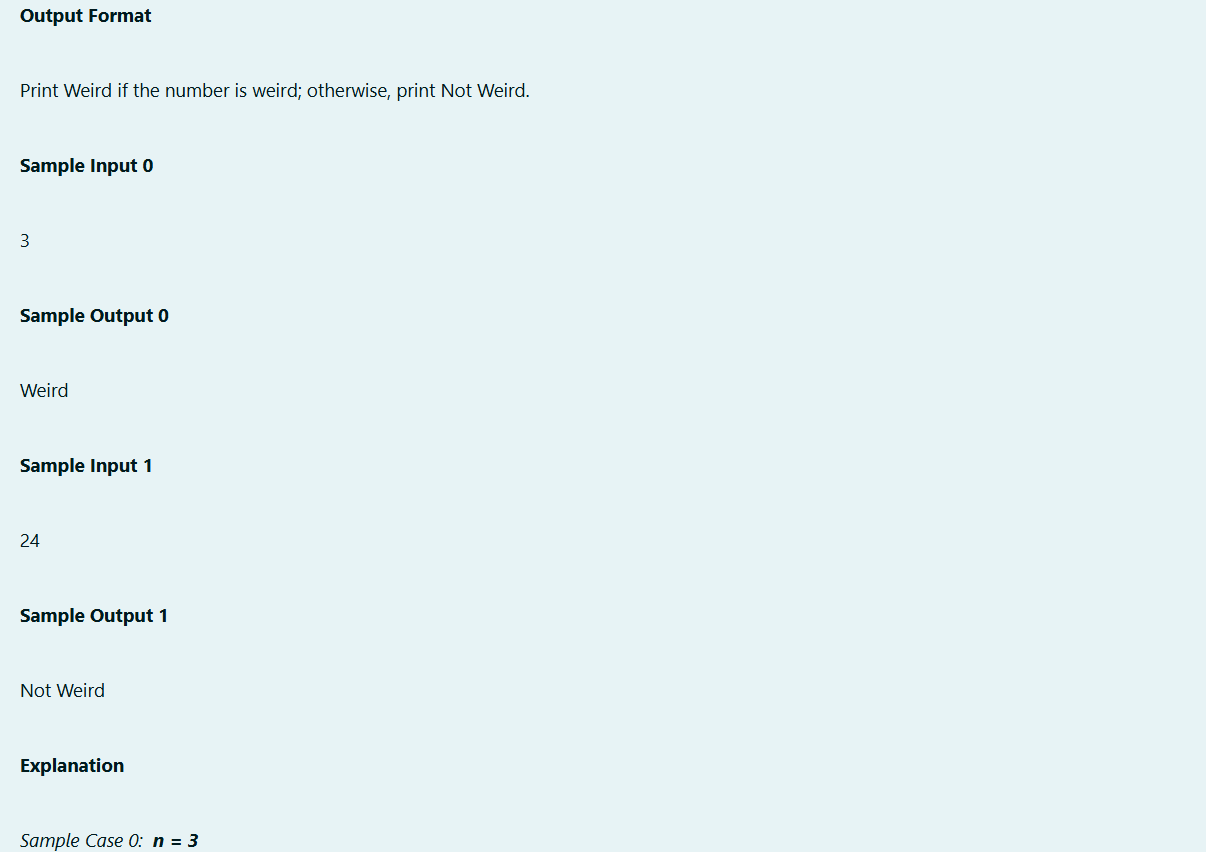 Output Format
Print Weird if the number is weird; otherwise, print Not Weird.
Sample Input 0
3
Sample Output 0
Weird
Sample Input 1
24
Sample Output 1
Not Weird
Explanation
Sample Case 0: n = 3